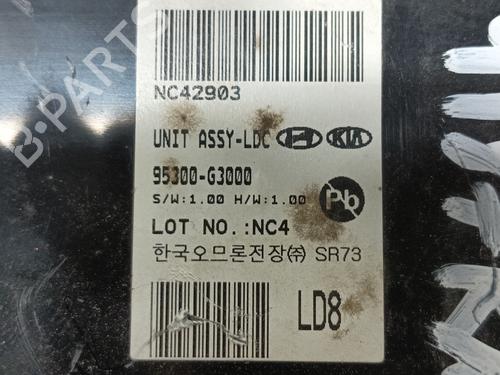 B-PARTS
NC42903
UNIT ASSY-LDC H KIA
95300-G3000
S/W:1.00 H/W:1.00 Pb
LOT NO.:NC4
한국오므론전장㈜ SR73
LD8